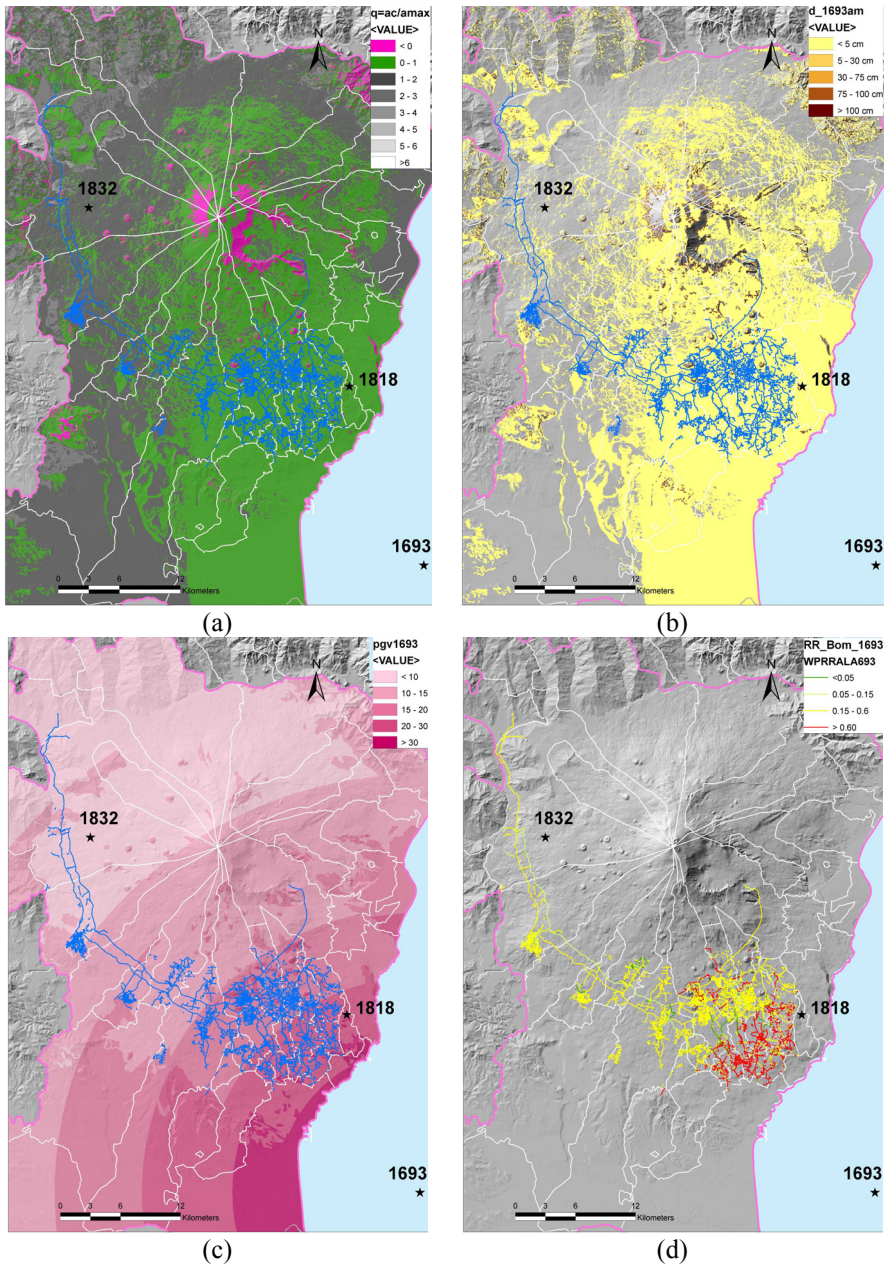 q=ac/amax
<VALUE>
< 0
0 - 1
1 - 2
2 - 3
3 - 4
4 - 5
5 - 6
>6
N
1832
1818
1693
0 3 6 12
Kilometers
(a)
d_1693am
<VALUE>
< 5 cm
5 - 30 cm
30 - 75 cm
75 - 100 cm
> 100 cm
N
1832
1818
1693
0 3 6 12
Kilometers
(b)
pgv1693
<VALUE>
< 10
10 - 15
15 - 20
20 - 30
> 30
N
1832
1818
1693
0 3 6 12
Kilometers
(c)
RR_Bom_1693
WPRRALA693
<0.05
0.05 - 0.15
0.15 - 0.6
> 0.60
N
1832
1818
1693
0 3 6 12
Kilometers
(d)